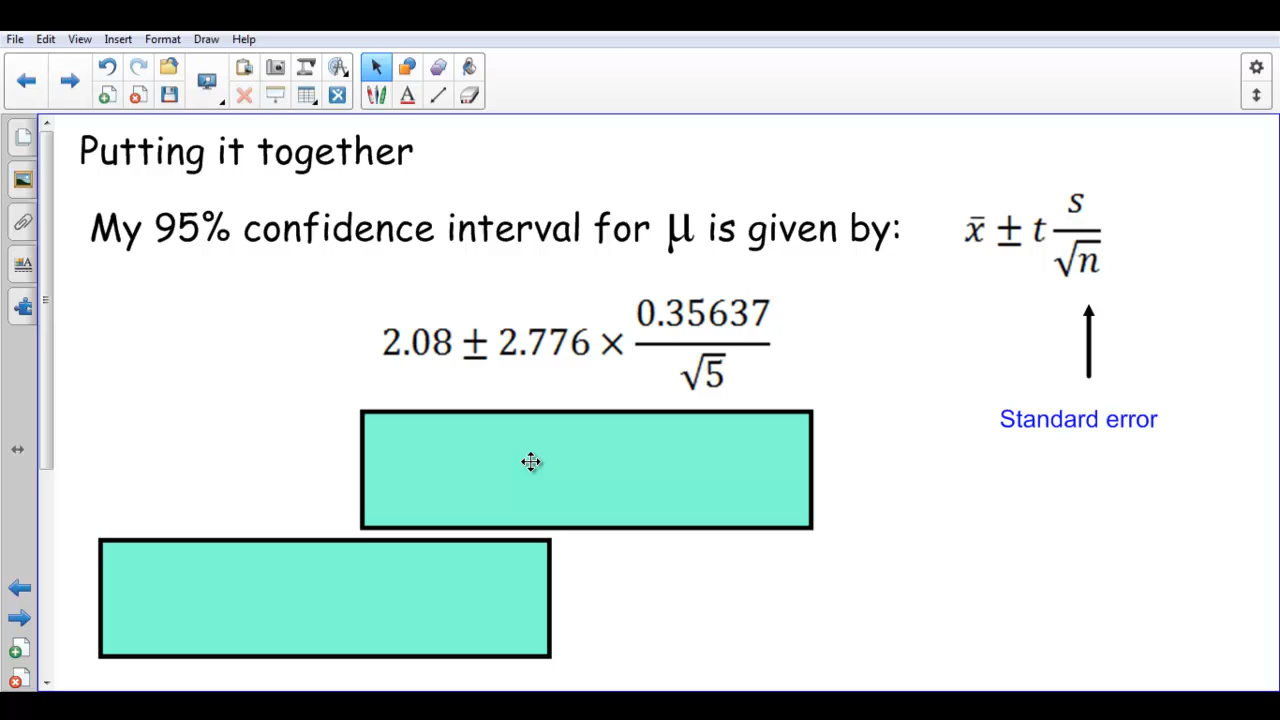 File Edit View Insert Format Draw Help
Putting it together
My 95% confidence interval for μ is given by: x̄ ± t s/√n
2.08 ± 2.776 × 0.35637/√5
Standard error